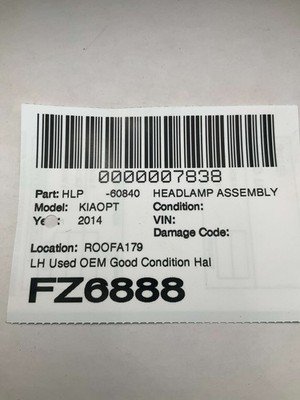 0000007838
Part: HLP -60840 HEADLAMP ASSEMBLY
Model: KIAOPT Condition:
2014 VIN:
Damage Code:
Location: ROOFA179
LH Used OEM Good Condition Hal
FZ6888